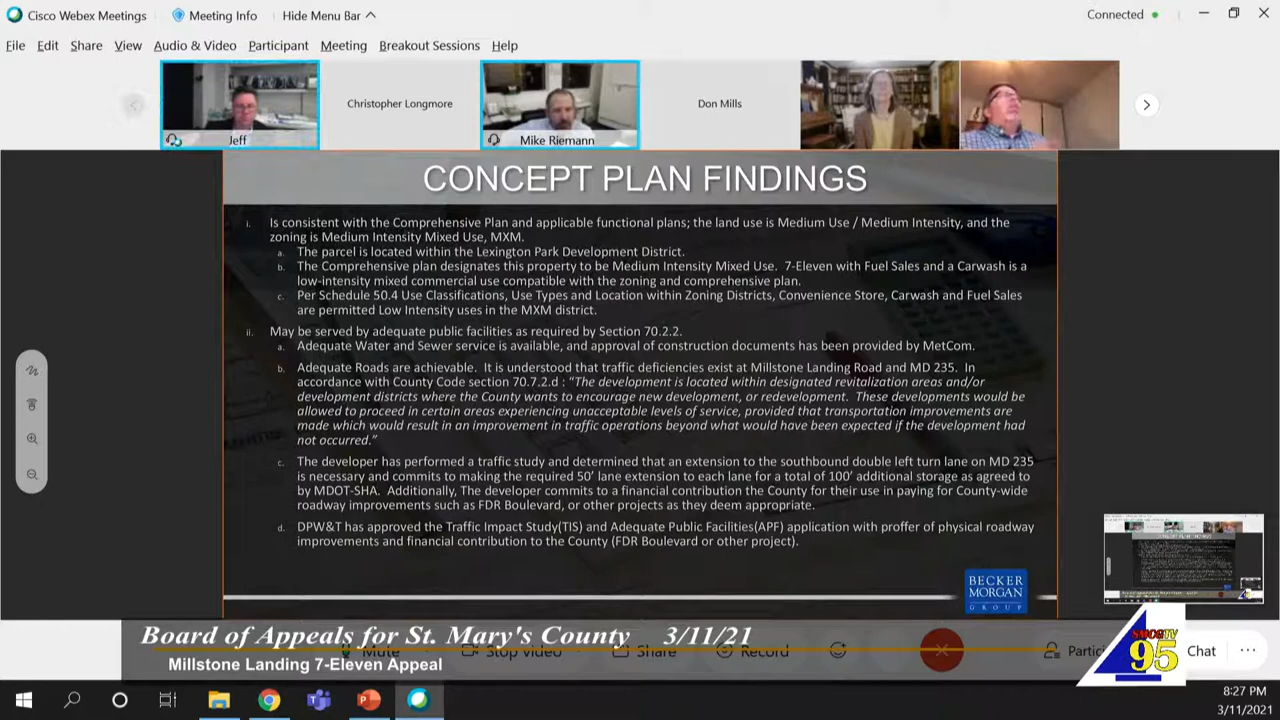 Cisco Webex Meetings
Meeting Info
Hide Menu Bar
Connected
File Edit Share View Audio & Video Participant Meeting Breakout Sessions Help
Jeff
Christopher Longmore
Mike Riemann
Don Mills
CONCEPT PLAN FINDINGS
i. Is consistent with the Comprehensive Plan and applicable functional plans; the land use is Medium Use / Medium Intensity, and the
zoning is Medium Intensity Mixed Use, MXM.
a. The parcel is located within the Lexington Park Development District.
b. The Comprehensive plan designates this property to be Medium Intensity Mixed Use. 7-Eleven with Fuel Sales and a Carwash is a
low-intensity mixed commercial use compatible with the zoning and comprehensive plan.
c. Per Schedule 50.4 Use Classifications, Use Types and Location within Zoning Districts, Convenience Store, Carwash and Fuel Sales
are permitted Low Intensity uses in the MXM district.
ii. May be served by adequate public facilities as required by Section 70.2.2.
a. Adequate Water and Sewer service is available, and approval of construction documents has been provided by MetCom.
b. Adequate Roads are achievable. It is understood that traffic deficiencies exist at Millstone Landing Road and MD 235. In
accordance with County Code section 70.7.2.d : “The development is located within designated revitalization areas and/or
development districts where the County wants to encourage new development, or redevelopment. These developments would be
allowed to proceed in certain areas experiencing unacceptable levels of service, provided that transportation improvements are
made which would result in an improvement in traffic operations beyond what would have been expected if the development had
not occurred.”
c. The developer has performed a traffic study and determined that an extension to the southbound double left turn lane on MD 235
is necessary and commits to making the required 50’ lane extension to each lane for a total of 100’ additional storage as agreed to
by MDOT-SHA. Additionally, The developer commits to a financial contribution the County for their use in paying for County-wide
roadway improvements such as FDR Boulevard, or other projects as they deem appropriate.
d. DPW&T has approved the Traffic Impact Study(TIS) and Adequate Public Facilities(APF) application with proffer of physical roadway
improvements and financial contribution to the County (FDR Boulevard or other project).
BECKER
MORGAN
GROUP
Board of Appeals for St. Mary's County 3/11/21
Millstone Landing 7-Eleven Appeal
Mute
Stop video
Share
Record
Partici
SMCGTV
95
Chat
8:27 PM
3/11/2021